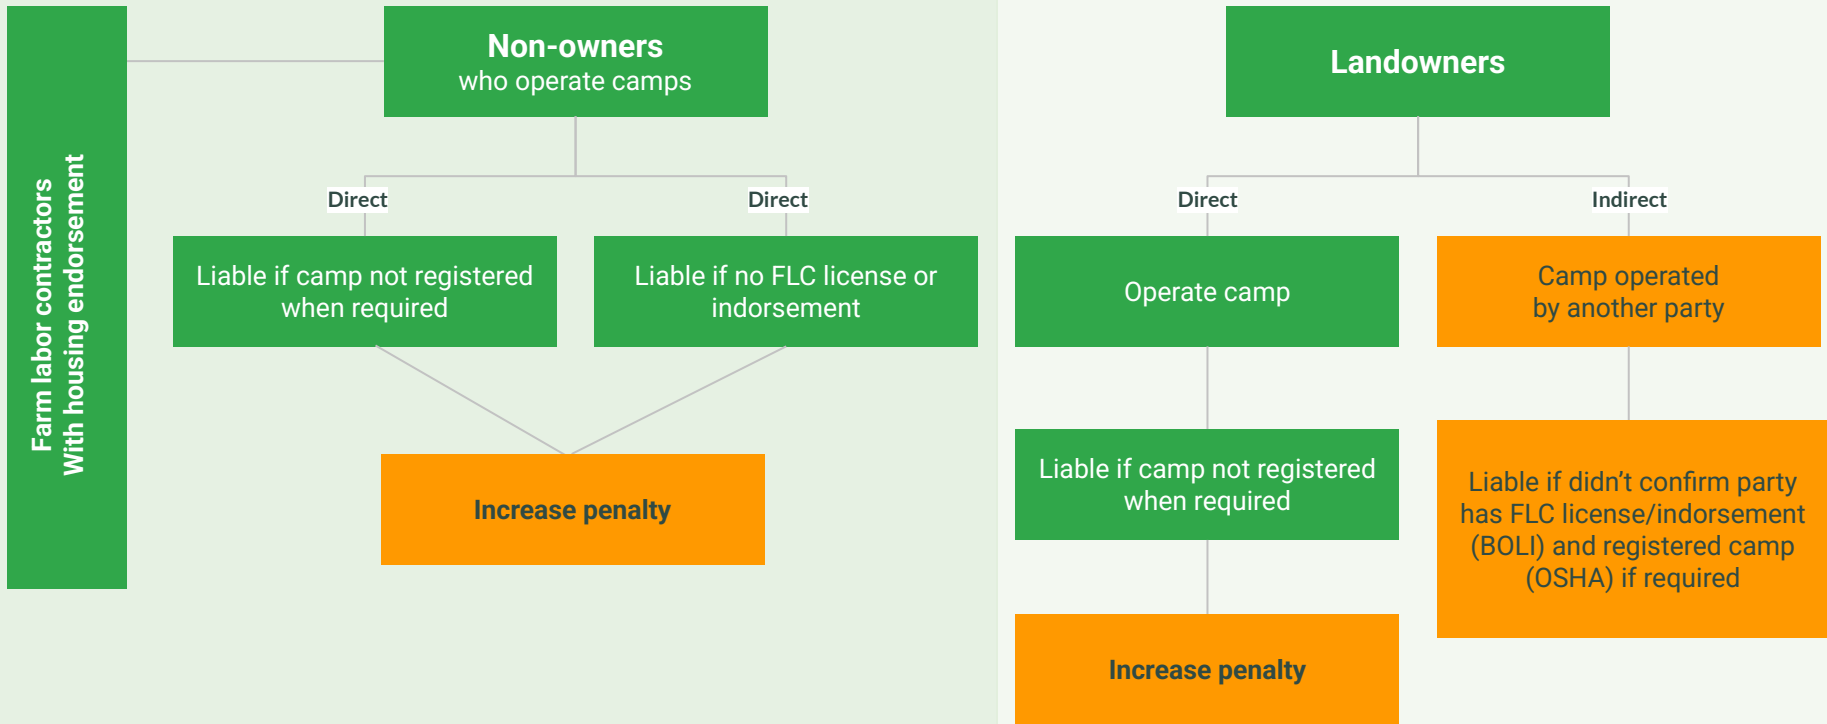 Farm labor contractors
With housing endorsement
Non-owners
who operate camps
Direct
Direct
Liable if camp not registered
when required
Liable if no FLC license or
indorsement
Increase penalty
Landowners
Direct
Indirect
Operate camp
Camp operated
by another party
Liable if camp not registered
when required
Liable if didn’t confirm party
has FLC license/indorsement
(BOLI) and registered camp
(OSHA) if required
Increase penalty